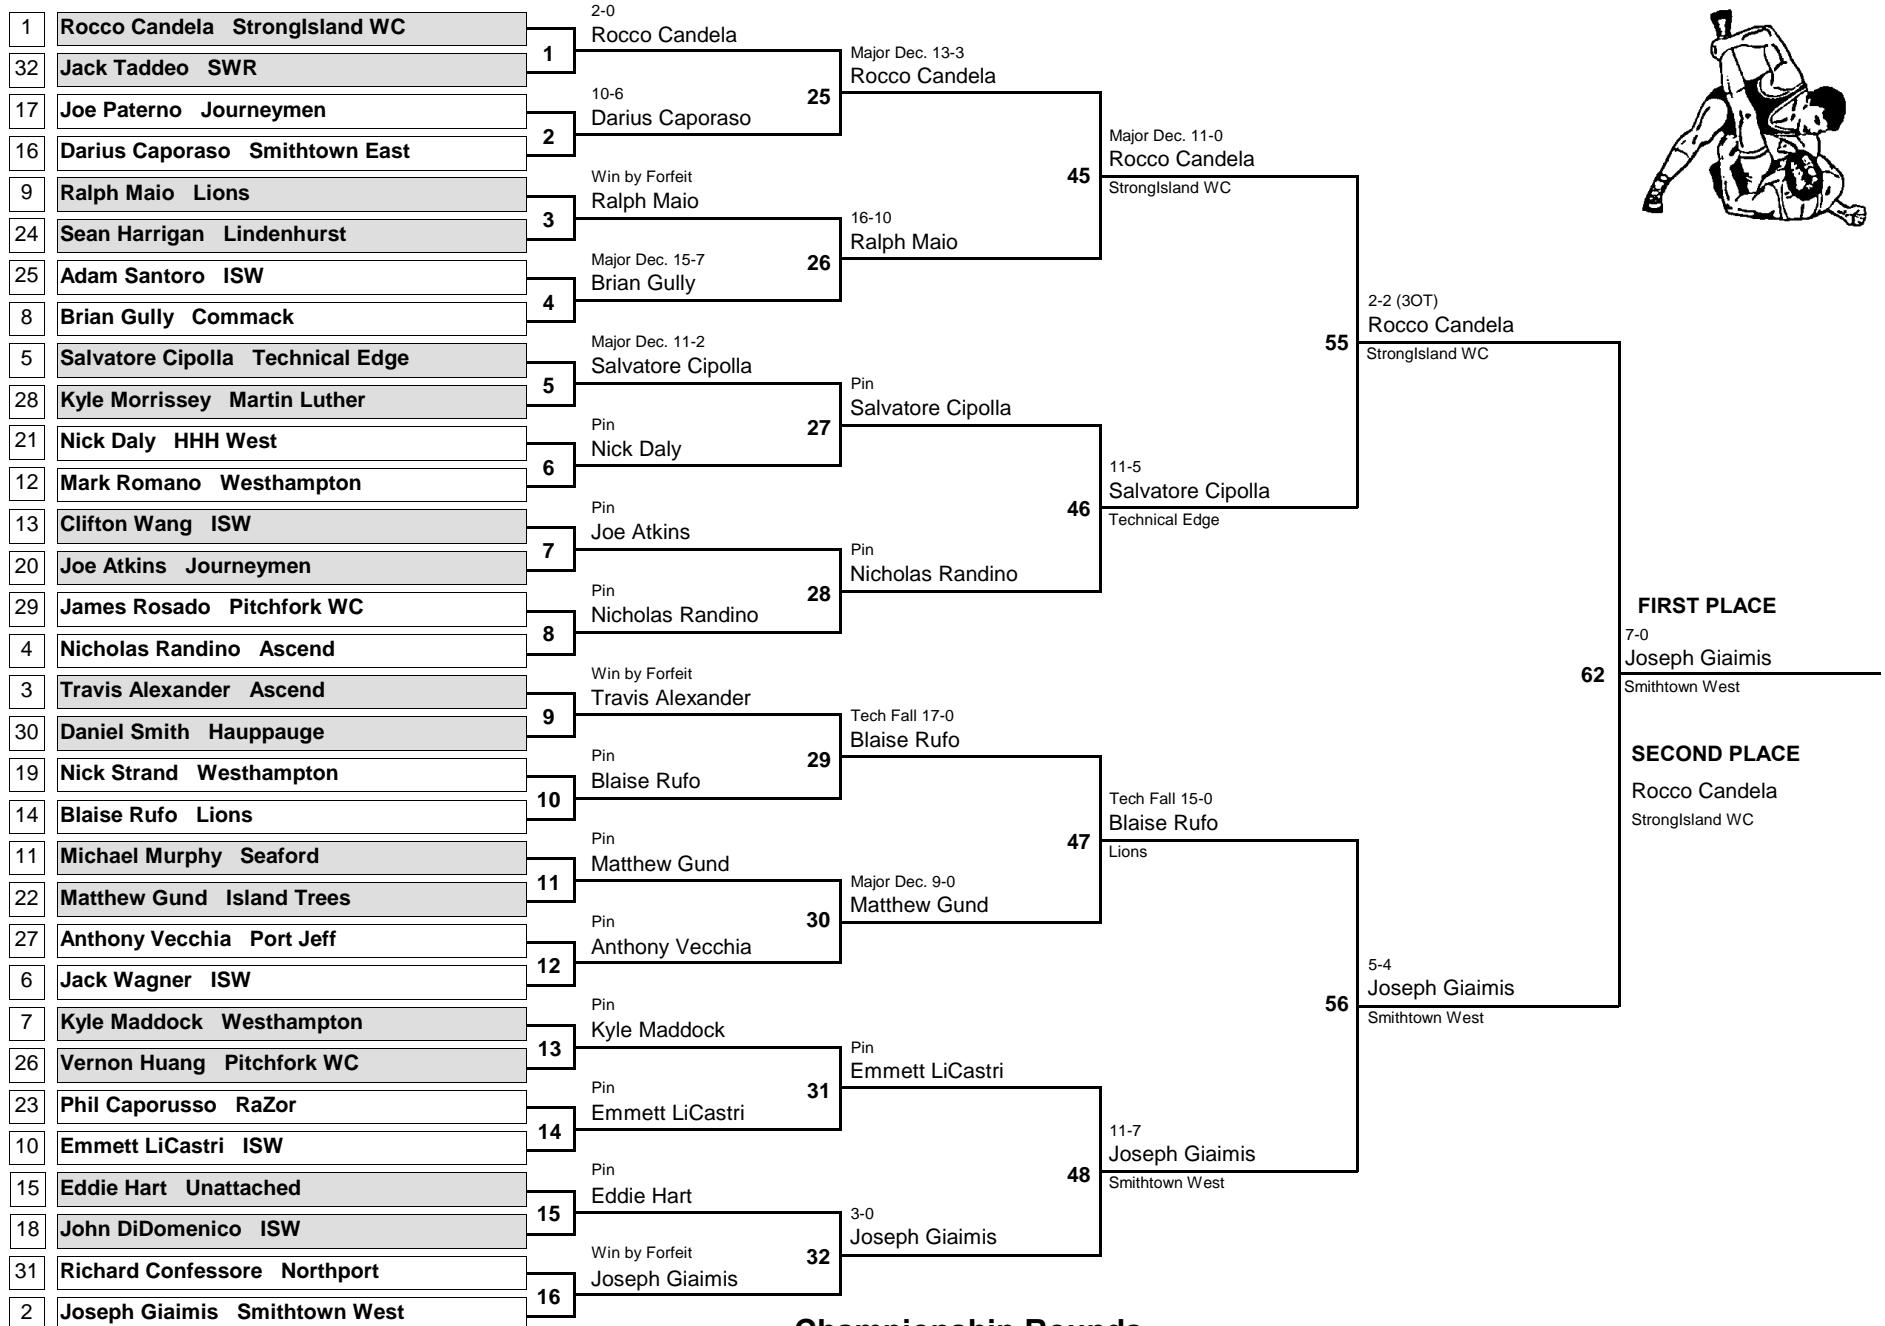 1 Rocco Candela StrongIsland WC
32 Jack Taddeo SWR
17 Joe Paterno Journeymen
16 Darius Caporaso Smithtown East
9 Ralph Maio Lions
24 Sean Harrigan Lindenhurst
25 Adam Santoro ISW
8 Brian Gully Commack
5 Salvatore Cipolla Technical Edge
28 Kyle Morrissey Martin Luther
21 Nick Daly HHH West
12 Mark Romano Westhampton
13 Clifton Wang ISW
20 Joe Atkins Journeymen
29 James Rosado Pitchfork WC
4 Nicholas Randino Ascend
3 Travis Alexander Ascend
30 Daniel Smith Hauppauge
19 Nick Strand Westhampton
14 Blaise Rufo Lions
11 Michael Murphy Seaford
22 Matthew Gund Island Trees
27 Anthony Vecchia Port Jeff
6 Jack Wagner ISW
7 Kyle Maddock Westhampton
26 Vernon Huang Pitchfork WC
23 Phil Caporusso RaZor
10 Emmett LiCastri ISW
15 Eddie Hart Unattached
18 John DiDomenico ISW
31 Richard Confessore Northport
2 Joseph Giaimis Smithtown West
2-0
1 Rocco Candela
10-6
2 Darius Caporaso
Win by Forfeit
3 Ralph Maio
Major Dec. 15-7
4 Brian Gully
Major Dec. 11-2
5 Salvatore Cipolla
Pin
6 Nick Daly
Pin
7 Joe Atkins
Pin
8 Nicholas Randino
Win by Forfeit
9 Travis Alexander
Pin
10 Blaise Rufo
Pin
11 Matthew Gund
Pin
12 Anthony Vecchia
Pin
13 Kyle Maddock
Pin
14 Emmett LiCastri
Pin
15 Eddie Hart
Win by Forfeit
16 Joseph Giaimis
Major Dec. 13-3
25 Rocco Candela
16-10
26 Ralph Maio
Pin
27 Salvatore Cipolla
Pin
28 Nicholas Randino
Tech Fall 17-0
29 Blaise Rufo
Major Dec. 9-0
30 Matthew Gund
Pin
31 Emmett LiCastri
3-0
32 Joseph Giaimis
Major Dec. 11-0
45 Rocco Candela
StrongIsland WC
11-5
46 Salvatore Cipolla
Technical Edge
Tech Fall 15-0
47 Blaise Rufo
Lions
11-7
48 Joseph Giaimis
Smithtown West
2-2 (3OT)
55 Rocco Candela
StrongIsland WC
5-4
56 Joseph Giaimis
Smithtown West
FIRST PLACE
7-0
62 Joseph Giaimis
Smithtown West
SECOND PLACE
Rocco Candela
StrongIsland WC
Championship Rounds